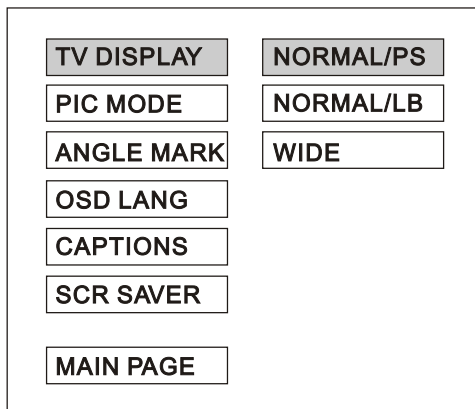 TV DISPLAY
NORMAL/PS
PIC MODE
NORMAL/LB
ANGLE MARK
WIDE
OSD LANG
CAPTIONS
SCR SAVER
MAIN PAGE